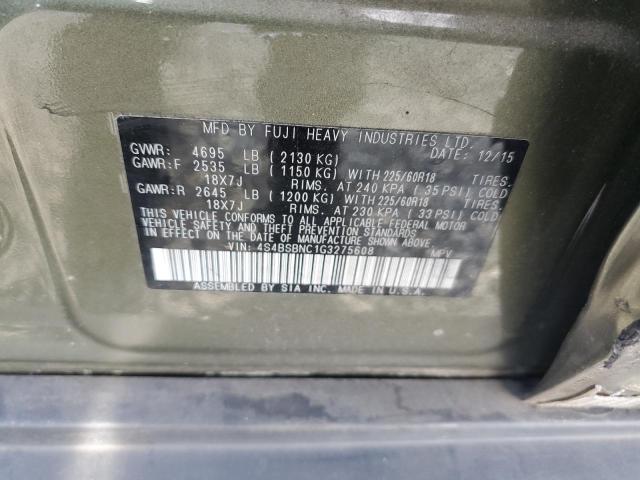 MFD BY FUJI HEAVY INDUSTRIES LTD.
GVWR: 4695 LB ( 2130 KG) DATE: 12/15
GAWR:F 2535 LB ( 1150 KG) WITH 225/60R18 TIRES.
18X7J RIMS. AT 240 KPA ( 35 PSI) COLD
GAWR:R 2645 LB ( 1200 KG) WITH 225/60R18 TIRES.
18X7J RIMS. AT 230 KPA ( 33 PSI) COLD
THIS VEHICLE CONFORMS TO ALL APPLICABLE FEDERAL MOTOR
VEHICLE SAFETY AND THEFT PREVENTION STANDARDS
IN EFFECT ON THE DATE OF MANUFACTURE SHOWN ABOVE.
VIN: 4S4BSBNC1G3275608 MPV
ASSEMBLED BY SIA INC. MADE IN U.S.A.